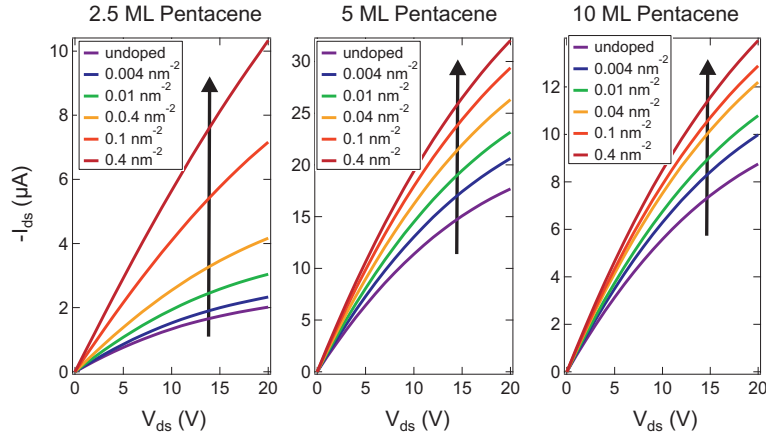 2.5 ML Pentacene
5 ML Pentacene
10 ML Pentacene
-I_ds (µA)
10
8
6
4
2
0
undoped
0.004 nm⁻²
0.01 nm⁻²
0.0.4 nm⁻²
0.1 nm⁻²
0.4 nm⁻²
0 5 10 15 20
V_ds (V)
30
25
20
15
10
5
0
undoped
0.004 nm⁻²
0.01 nm⁻²
0.04 nm⁻²
0.1 nm⁻²
0.4 nm⁻²
0 5 10 15 20
V_ds (V)
12
10
8
6
4
2
0
undoped
0.004 nm⁻²
0.01 nm⁻²
0.04 nm⁻²
0.1 nm⁻²
0.4 nm⁻²
0 5 10 15 20
V_ds (V)